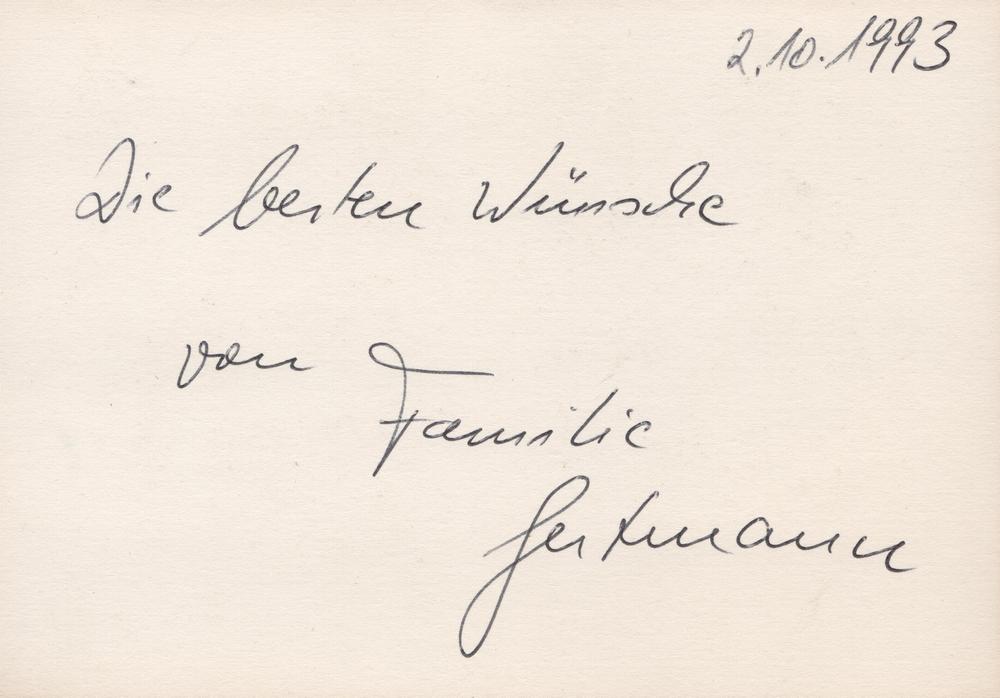 2.10.1993
Die besten Wünsche
von
Familie